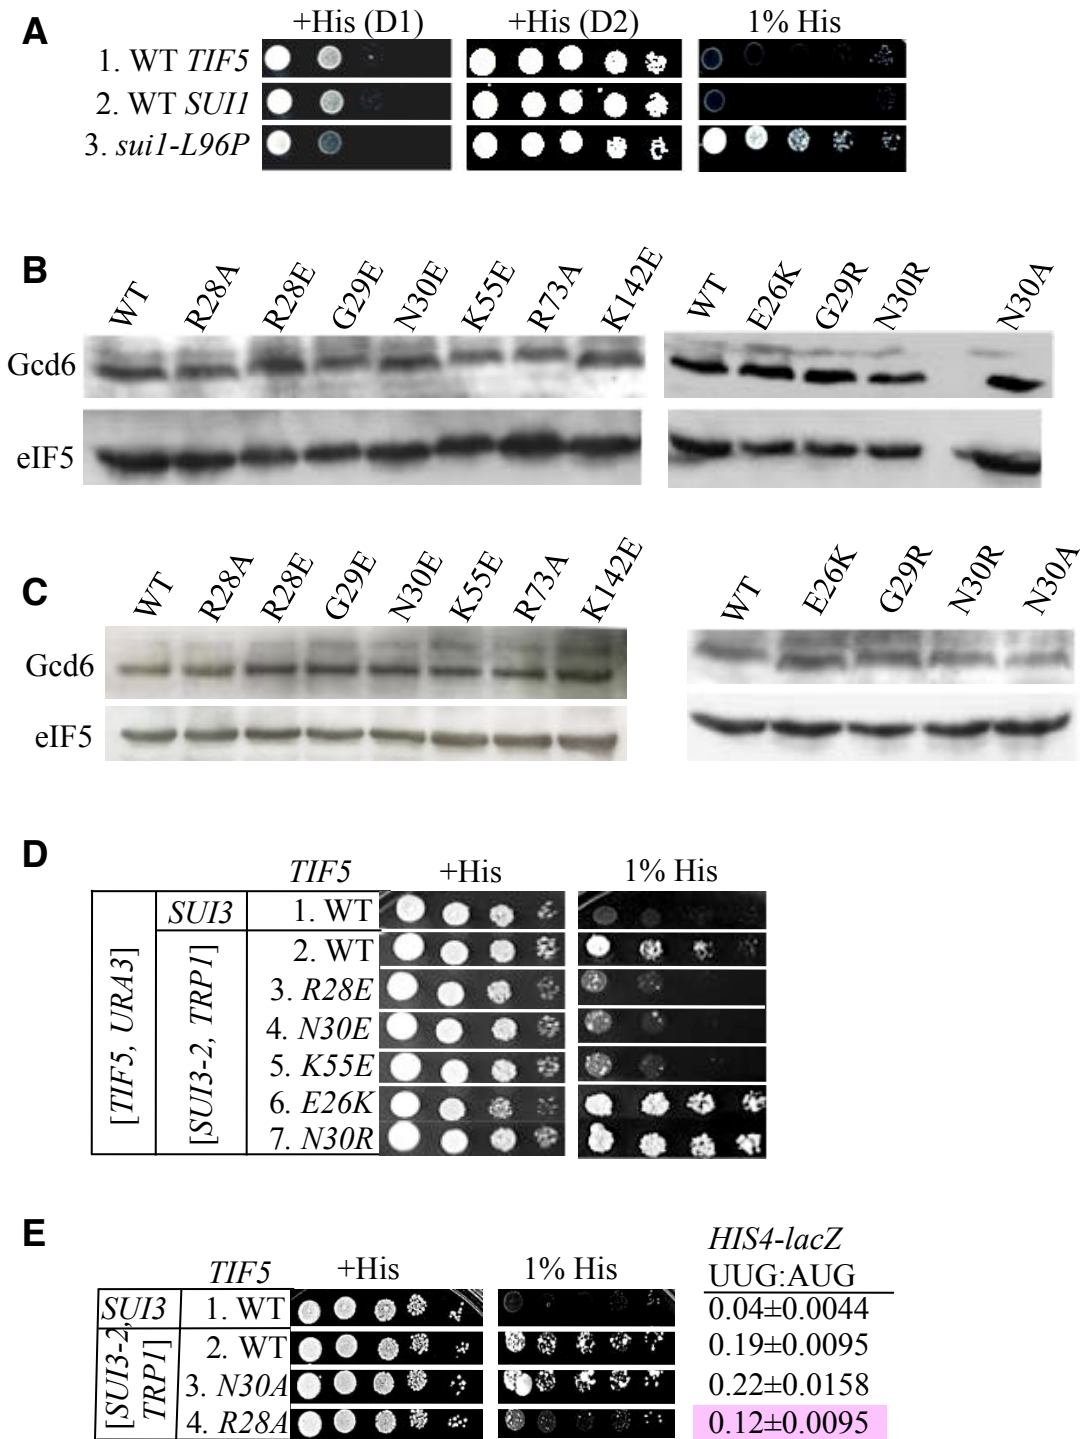 A
+His (D1) +His (D2) 1% His
1. WT TIF5
2. WT SUI1
3. sui1-L96P
B
WT R28A R28E G29E N30E K55E R73A K142E WT E26K G29R N30R N30A
Gcd6
eIF5
C
WT R28A R28E G29E N30E K55E R73A K142E WT E26K G29R N30R N30A
Gcd6
eIF5
D
TIF5 +His 1% His
[TIF5, URA3]
SUI3 1. WT
[SUI3-2, TRP1]
2. WT
3. R28E
4. N30E
5. K55E
6. E26K
7. N30R
E
HIS4-lacZ
TIF5 +His 1% His UUG:AUG
SUI3 1. WT 0.04±0.0044
[SUI3-2, TRP1]
2. WT 0.19±0.0095
3. N30A 0.22±0.0158
4. R28A 0.12±0.0095